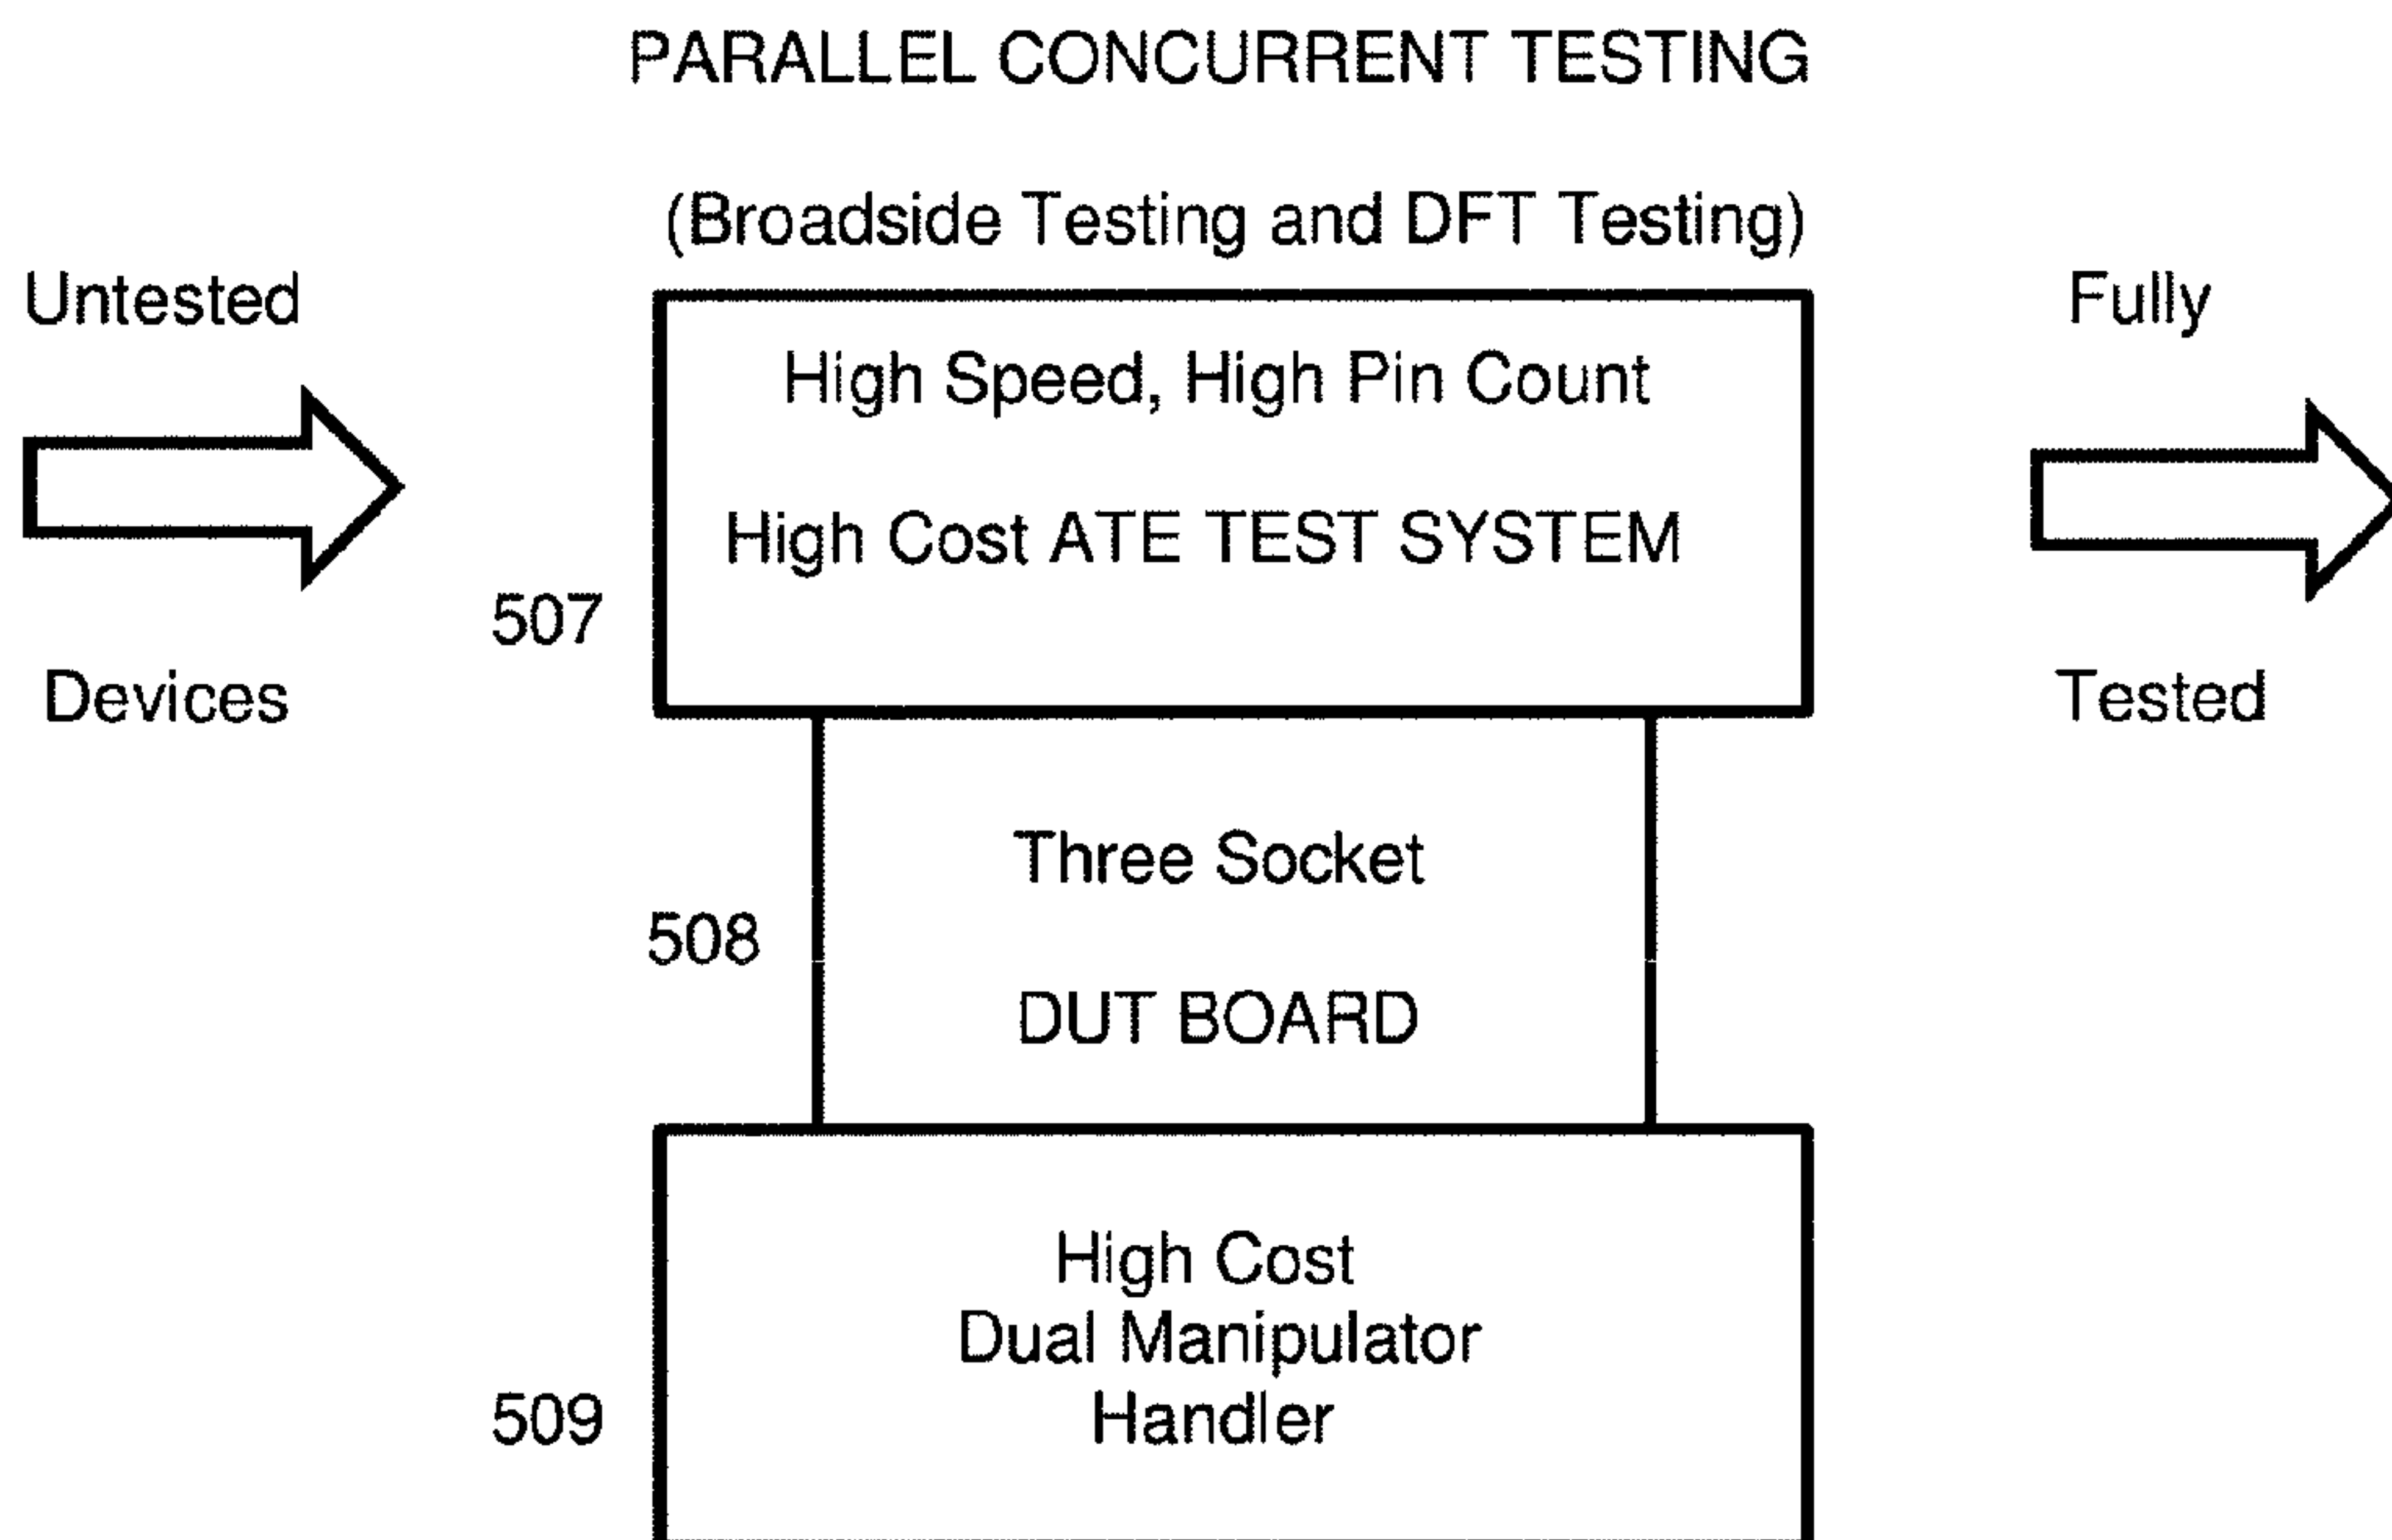 PARALLEL CONCURRENT TESTING
(Broadside Testing and DFT Testing)
Untested
Devices
507
High Speed, High Pin Count
High Cost ATE TEST SYSTEM
Fully
Tested
508
Three Socket
DUT BOARD
509
High Cost
Dual Manipulator
Handler